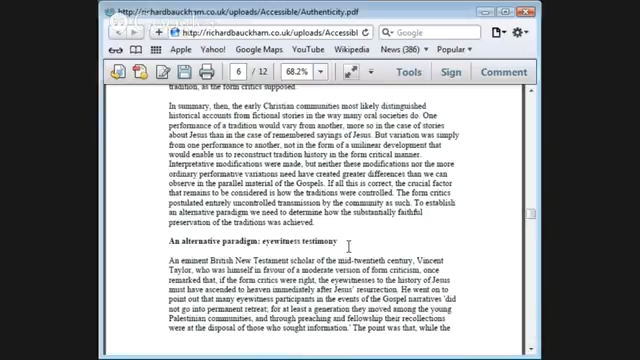 http://richardbauckham.co.uk/uploads/Accessible/Authenticity.pdf
http://richardbauckham.co.uk/uploads/Accessibl
Google
Apple Yahoo! Google Maps YouTube Wikipedia News (386) Popular
6 / 12 68.2% Tools Sign Comment
tradition, as the form critics supposed.
In summary, then, the early Christian communities most likely distinguished
historical accounts from fictional stories in the way many oral societies do. One
performance of a tradition would vary from another, more so in the case of stories
about Jesus than in the case of remembered sayings of Jesus. But variation was simply
from one performance to another, not in the form of a unilinear development that
would enable us to reconstruct tradition history in the form critical manner.
Interpretative modifications were made, but neither these modifications nor the more
ordinary performative variations need have created greater differences than we can
observe in the parallel material of the Gospels. If all this is correct, the crucial factor
that remains to be considered is how the traditions were controlled. The form critics
postulated entirely uncontrolled transmission by the community as such. To establish
an alternative paradigm we need to determine how the substantially faithful
preservation of the traditions was achieved.
An alternative paradigm: eyewitness testimony
An eminent British New Testament scholar of the mid-twentieth century, Vincent
Taylor, who was himself in favour of a moderate version of form criticism, once
remarked that, if the form critics were right, the eyewitnesses to the history of Jesus
must have ascended to heaven immediately after Jesus' resurrection. He went on to
point out that many eyewitness participants in the events of the Gospel narratives 'did
not go into permanent retreat; for at least a generation they moved among the young
Palestinian communities, and through preaching and fellowship their recollections
were at the disposal of those who sought information.' The point was that, while the